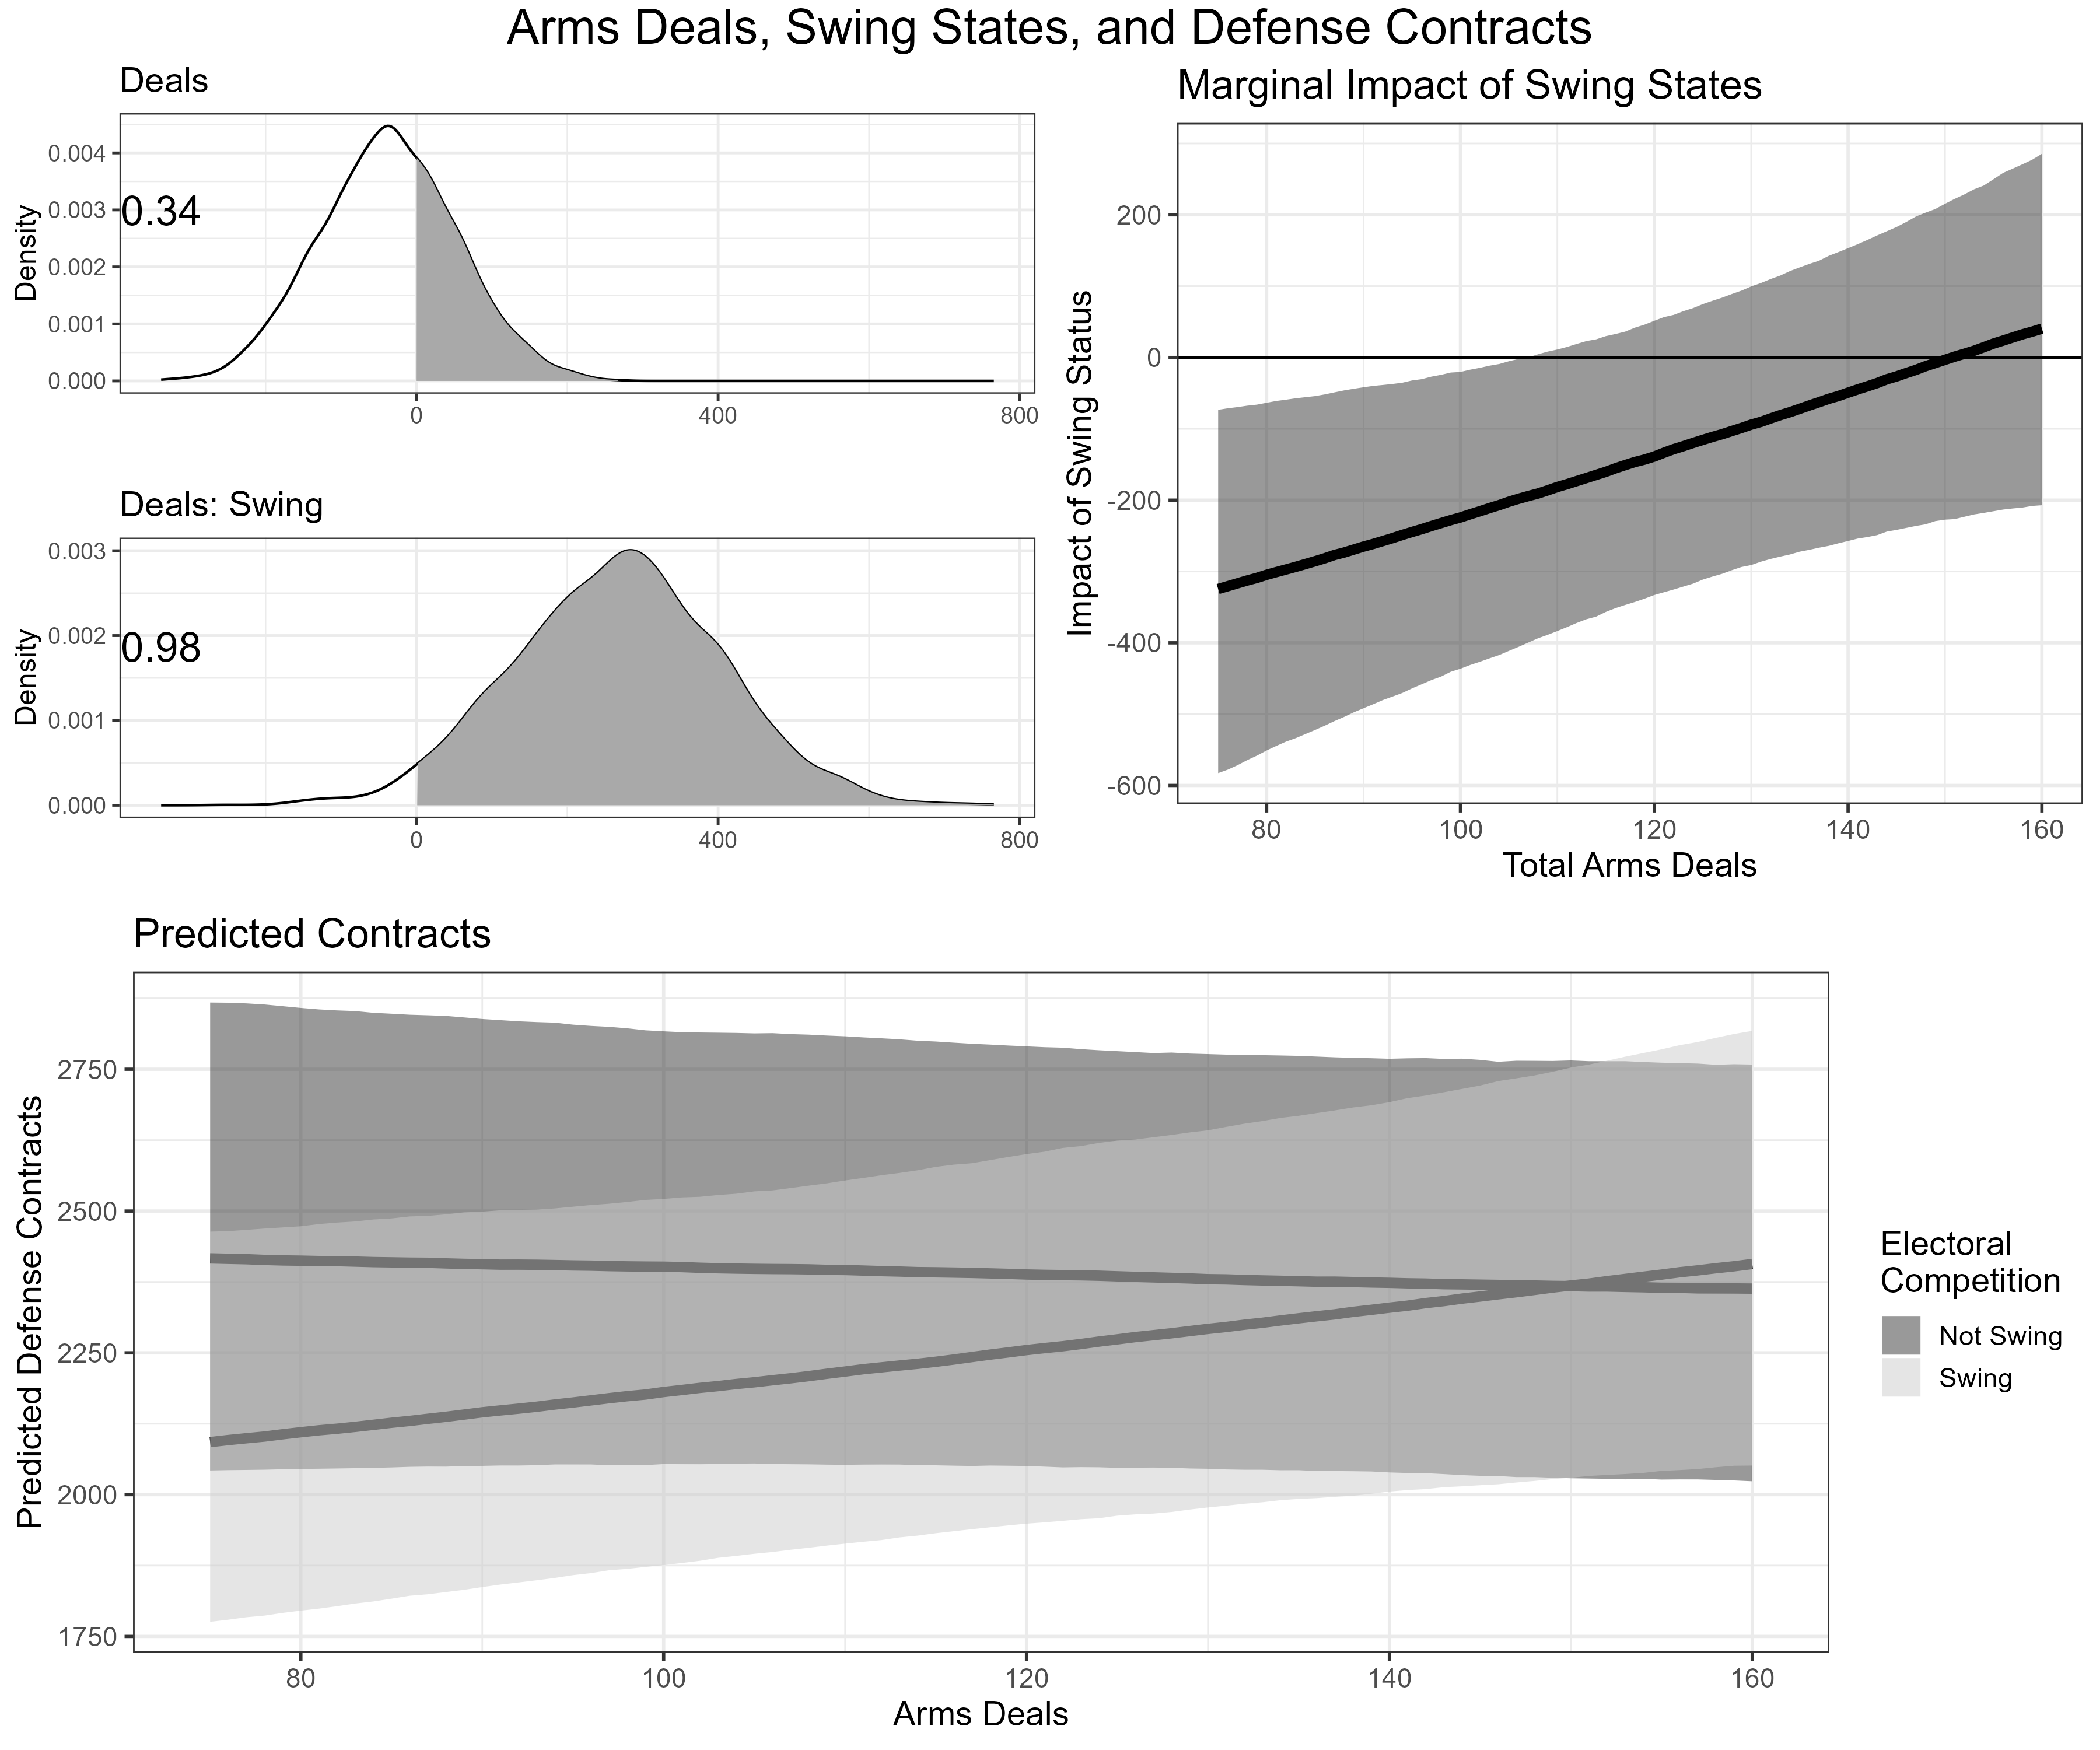 Arms Deals, Swing States, and Defense Contracts
Deals
Density
0.004
0.003
0.002
0.001
0.000
0.34
0 400 800
Deals: Swing
Density
0.003
0.002
0.001
0.000
0.98
0 400 800
Marginal Impact of Swing States
Impact of Swing Status
200
0
-200
-400
-600
80 100 120 140 160
Total Arms Deals
Predicted Contracts
Predicted Defense Contracts
2750
2500
2250
2000
1750
80 100 120 140 160
Arms Deals
Electoral
Competition
Not Swing
Swing